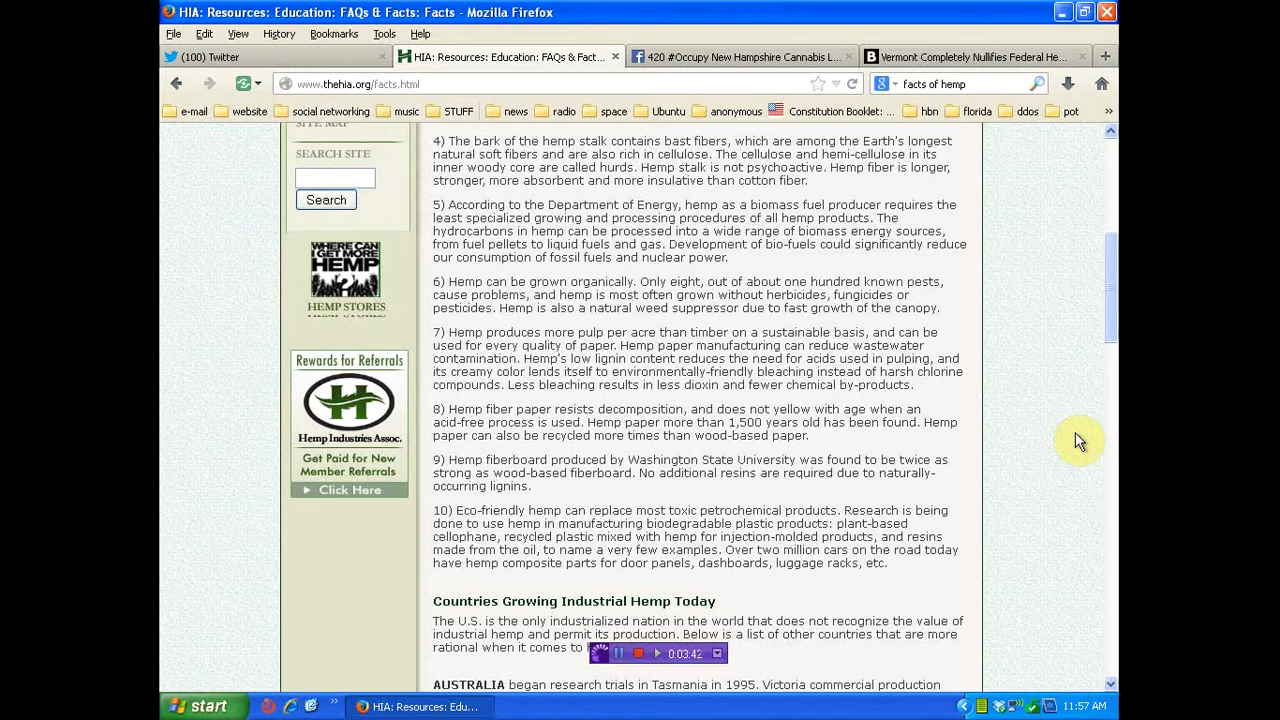 HIA: Resources: Education: FAQs & Facts: Facts - Mozilla Firefox
File Edit View History Bookmarks Tools Help
(100) Twitter
HIA: Resources: Education: FAQs & Fact...
420 #Occupy New Hampshire Cannabis L...
Vermont Completely Nullifies Federal He...
www.thehia.org/facts.html
facts of hemp
e-mail website social networking music STUFF news radio space Ubuntu anonymous Constitution Booklet:... hbn florida ddos pot
SITE MAP
SEARCH SITE
Search
WHERE CAN
I GET MORE
HEMP
HEMP STORES
Rewards for Referrals
H
Hemp Industries Assoc.
Get Paid for New
Member Referrals
Click Here
4) The bark of the hemp stalk contains bast fibers, which are among the Earth's longest
natural soft fibers and are also rich in cellulose. The cellulose and hemi-cellulose in its
inner woody core are called hurds. Hemp stalk is not psychoactive. Hemp fiber is longer,
stronger, more absorbent and more insulative than cotton fiber.
5) According to the Department of Energy, hemp as a biomass fuel producer requires the
least specialized growing and processing procedures of all hemp products. The
hydrocarbons in hemp can be processed into a wide range of biomass energy sources,
from fuel pellets to liquid fuels and gas. Development of bio-fuels could significantly reduce
our consumption of fossil fuels and nuclear power.
6) Hemp can be grown organically. Only eight, out of about one hundred known pests,
cause problems, and hemp is most often grown without herbicides, fungicides or
pesticides. Hemp is also a natural weed suppressor due to fast growth of the canopy.
7) Hemp produces more pulp per acre than timber on a sustainable basis, and can be
used for every quality of paper. Hemp paper manufacturing can reduce wastewater
contamination. Hemp's low lignin content reduces the need for acids used in pulping, and
its creamy color lends itself to environmentally-friendly bleaching instead of harsh chlorine
compounds. Less bleaching results in less dioxin and fewer chemical by-products.
8) Hemp fiber paper resists decomposition, and does not yellow with age when an
acid-free process is used. Hemp paper more than 1,500 years old has been found. Hemp
paper can also be recycled more times than wood-based paper.
9) Hemp fiberboard produced by Washington State University was found to be twice as
strong as wood-based fiberboard. No additional resins are required due to naturally-
occurring lignins.
10) Eco-friendly hemp can replace most toxic petrochemical products. Research is being
done to use hemp in manufacturing biodegradable plastic products: plant-based
cellophane, recycled plastic mixed with hemp for injection-molded products, and resins
made from the oil, to name a very few examples. Over two million cars on the road today
have hemp composite parts for door panels, dashboards, luggage racks, etc.
Countries Growing Industrial Hemp Today
The U.S. is the only industrialized nation in the world that does not recognize the value of
industrial hemp and permit its production. Below is a list of other countries that are more
rational when it comes to
0:03:42
AUSTRALIA began research trials in Tasmania in 1995. Victoria commercial production
start
HIA: Resources: Edu...
11:57 AM